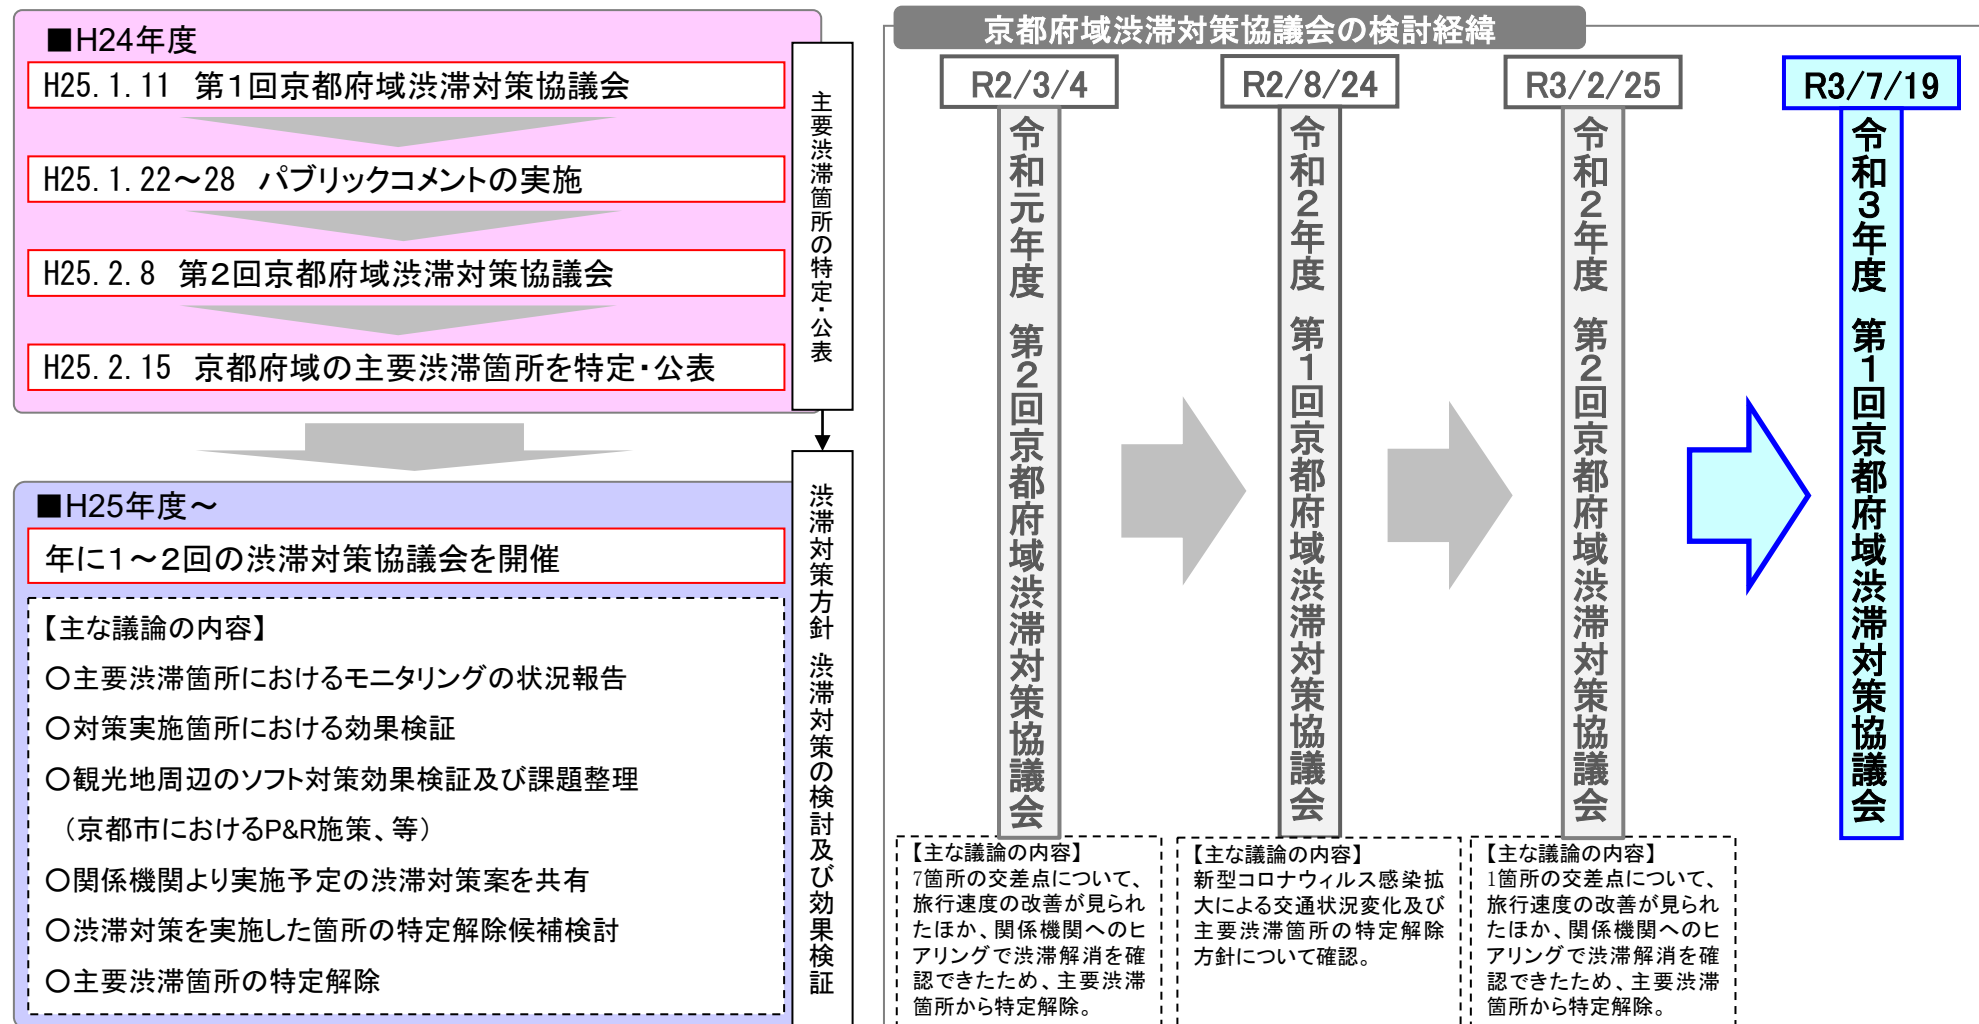 ■H24年度
H25.1.11 第1回京都府域渋滞対策協議会
H25.1.22～28 パブリックコメントの実施
H25.2.8 第2回京都府域渋滞対策協議会
H25.2.15 京都府域の主要渋滞箇所を特定・公表
主要渋滞箇所の特定・公表
■H25年度～
年に1～2回の渋滞対策協議会を開催
【主な議論の内容】
○主要渋滞箇所におけるモニタリングの状況報告
○対策実施箇所における効果検証
○観光地周辺のソフト対策効果検証及び課題整理
（京都市におけるP&R施策、等）
○関係機関より実施予定の渋滞対策案を共有
○渋滞対策を実施した箇所の特定解除候補検討
○主要渋滞箇所の特定解除
渋滞対策方針 渋滞対策の検討及び効果検証
京都府域渋滞対策協議会の検討経緯
R2/3/4
令和元年度 第2回京都府域渋滞対策協議会
【主な議論の内容】
7箇所の交差点について、
旅行速度の改善が見られ
たほか、関係機関へのヒ
アリングで渋滞解消を確
認できたため、主要渋滞
箇所から特定解除。
R2/8/24
令和2年度 第1回京都府域渋滞対策協議会
【主な議論の内容】
新型コロナウィルス感染拡
大による交通状況変化及び
主要渋滞箇所の特定解除
方針について確認。
R3/2/25
令和2年度 第2回京都府域渋滞対策協議会
【主な議論の内容】
1箇所の交差点について、
旅行速度の改善が見られ
たほか、関係機関へのヒ
アリングで渋滞解消を確
認できたため、主要渋滞
箇所から特定解除。
R3/7/19
令和3年度 第1回京都府域渋滞対策協議会